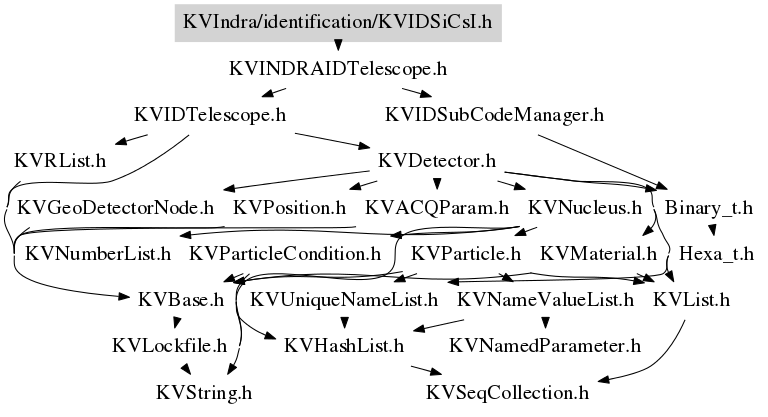 KVIndra/identification/KVIDSiCsI.h
KVINDRAIDTelescope.h
KVIDTelescope.h
KVIDSubCodeManager.h
KVRList.h
KVDetector.h
KVGeoDetectorNode.h
KVPosition.h
KVACQParam.h
KVNucleus.h
Binary_t.h
KVNumberList.h
KVParticleCondition.h
KVParticle.h
KVMaterial.h
Hexa_t.h
KVBase.h
KVUniqueNameList.h
KVNameValueList.h
KVList.h
KVLockfile.h
KVHashList.h
KVNamedParameter.h
KVString.h
KVSeqCollection.h